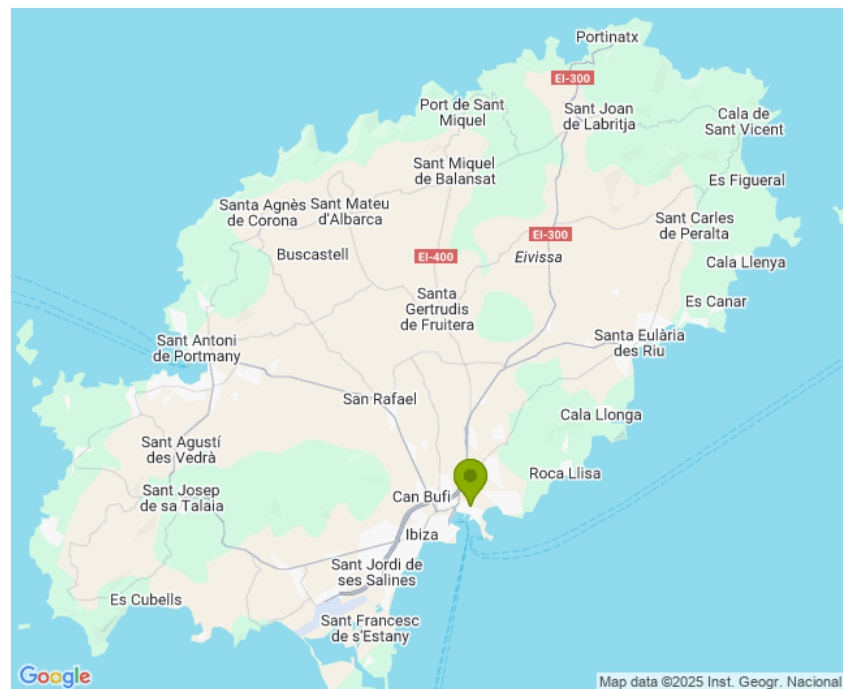 Portinatx
EI-300
Port de Sant
Miquel
Sant Joan
de Labritja
Cala de
Sant Vicent
Sant Miquel
de Balansat
Es Figueral
Santa Agnès
de Corona
Sant Mateu
d'Albarca
Sant Carles
de Peralta
EI-300
Buscastell
EI-400
Eivissa
Cala Llenya
Santa
Gertrudis
de Fruitera
Es Canar
Sant Antoni
de Portmany
Santa Eulària
des Riu
San Rafael
Cala Llonga
Sant Agustí
des Vedrà
Roca Llisa
Sant Josep
de sa Talaia
Can Bufi
Ibiza
Sant Jordi de
ses Salines
Es Cubells
Sant Francesc
de s'Estany
Google
Map data ©2025 Inst. Geogr. Nacional